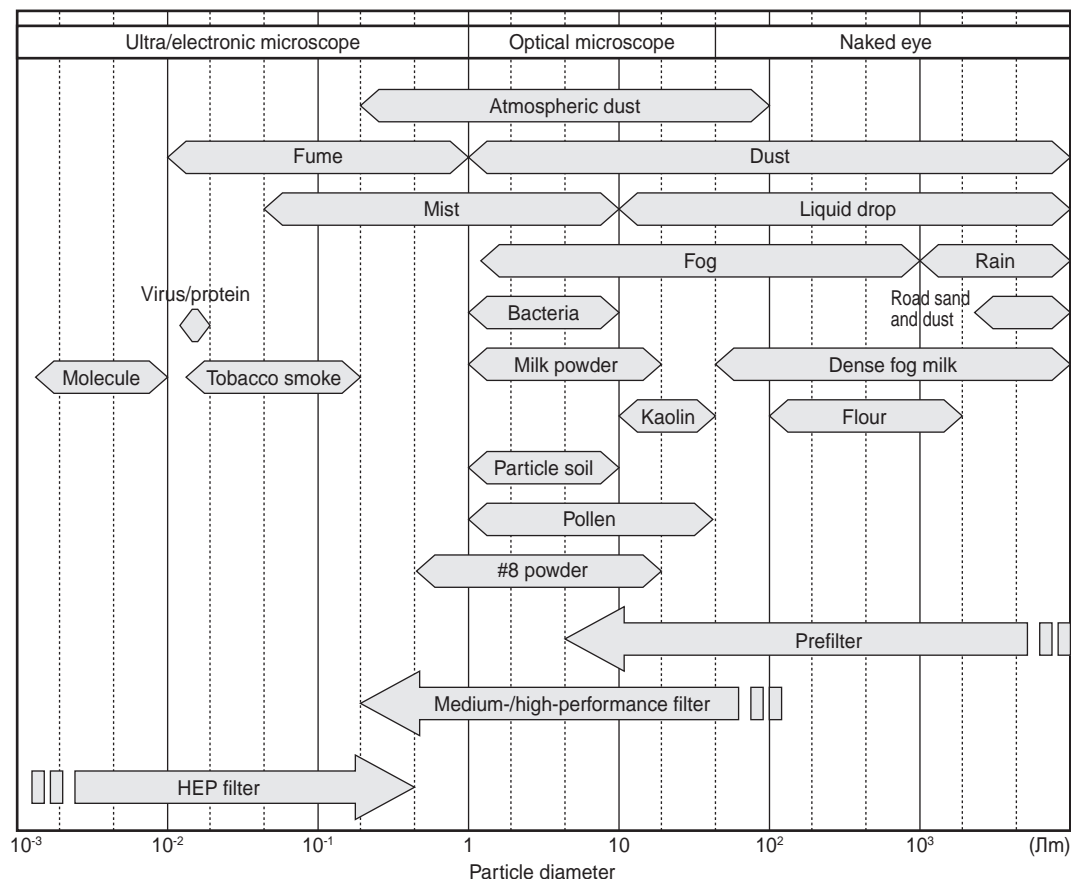 Ultra/electronic microscope Optical microscope Naked eye
Atmospheric dust
Fume Dust
Mist Liquid drop
Fog Rain
Virus/protein
Bacteria
Road sand
and dust
Molecule Tobacco smoke Milk powder Dense fog milk
Kaolin Flour
Particle soil
Pollen
#8 powder
Prefilter
Medium-/high-performance filter
HEP filter
10⁻³ 10⁻² 10⁻¹ 1 10 10² 10³ (Лm)
Particle diameter